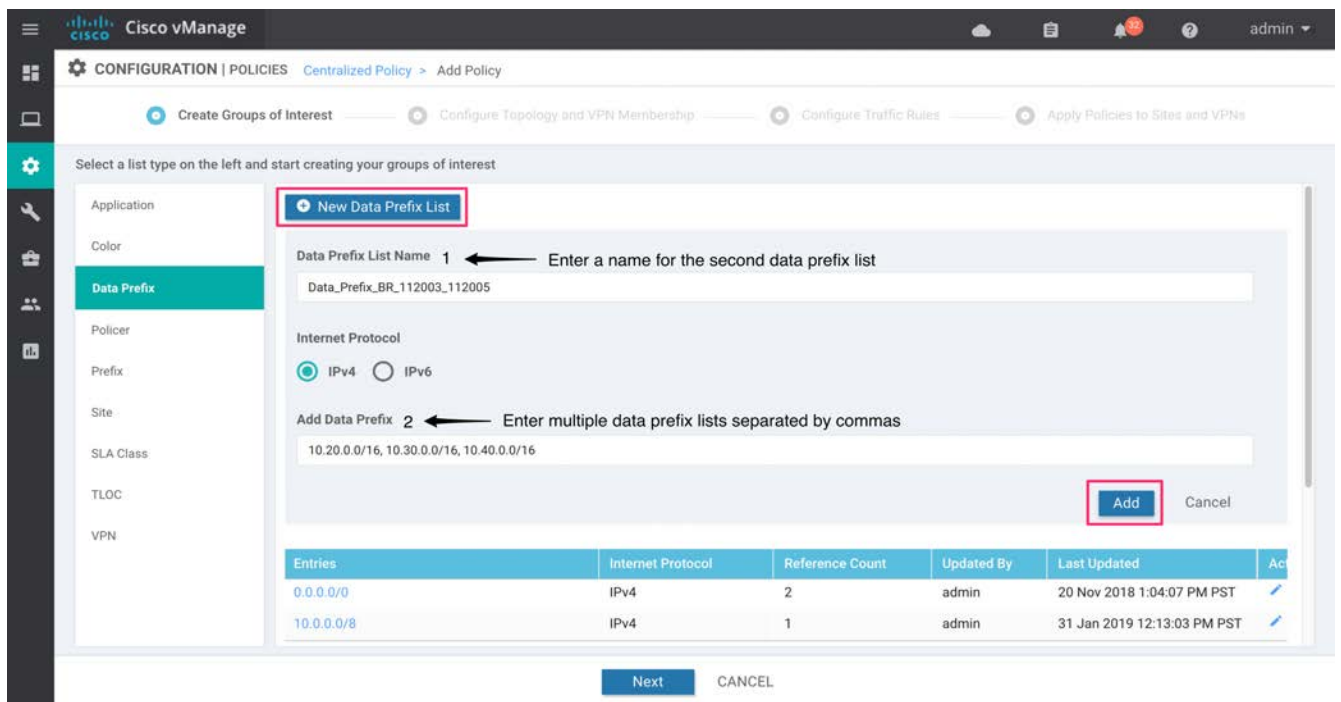 cisco Cisco vManage 32 admin
CONFIGURATION | POLICIES Centralized Policy > Add Policy
Create Groups of Interest Configure Topology and VPN Membership Configure Traffic Rules Apply Policies to Sites and VPNs
Select a list type on the left and start creating your groups of interest
Application
Color
Data Prefix
Policer
Prefix
Site
SLA Class
TLOC
VPN
New Data Prefix List
Data Prefix List Name 1 Enter a name for the second data prefix list
Data_Prefix_BR_112003_112005
Internet Protocol
IPv4 IPv6
Add Data Prefix 2 Enter multiple data prefix lists separated by commas
10.20.0.0/16, 10.30.0.0/16, 10.40.0.0/16
Add Cancel
Entries Internet Protocol Reference Count Updated By Last Updated Act
0.0.0.0/0 IPv4 2 admin 20 Nov 2018 1:04:07 PM PST
10.0.0.0/8 IPv4 1 admin 31 Jan 2019 12:13:03 PM PST
Next CANCEL